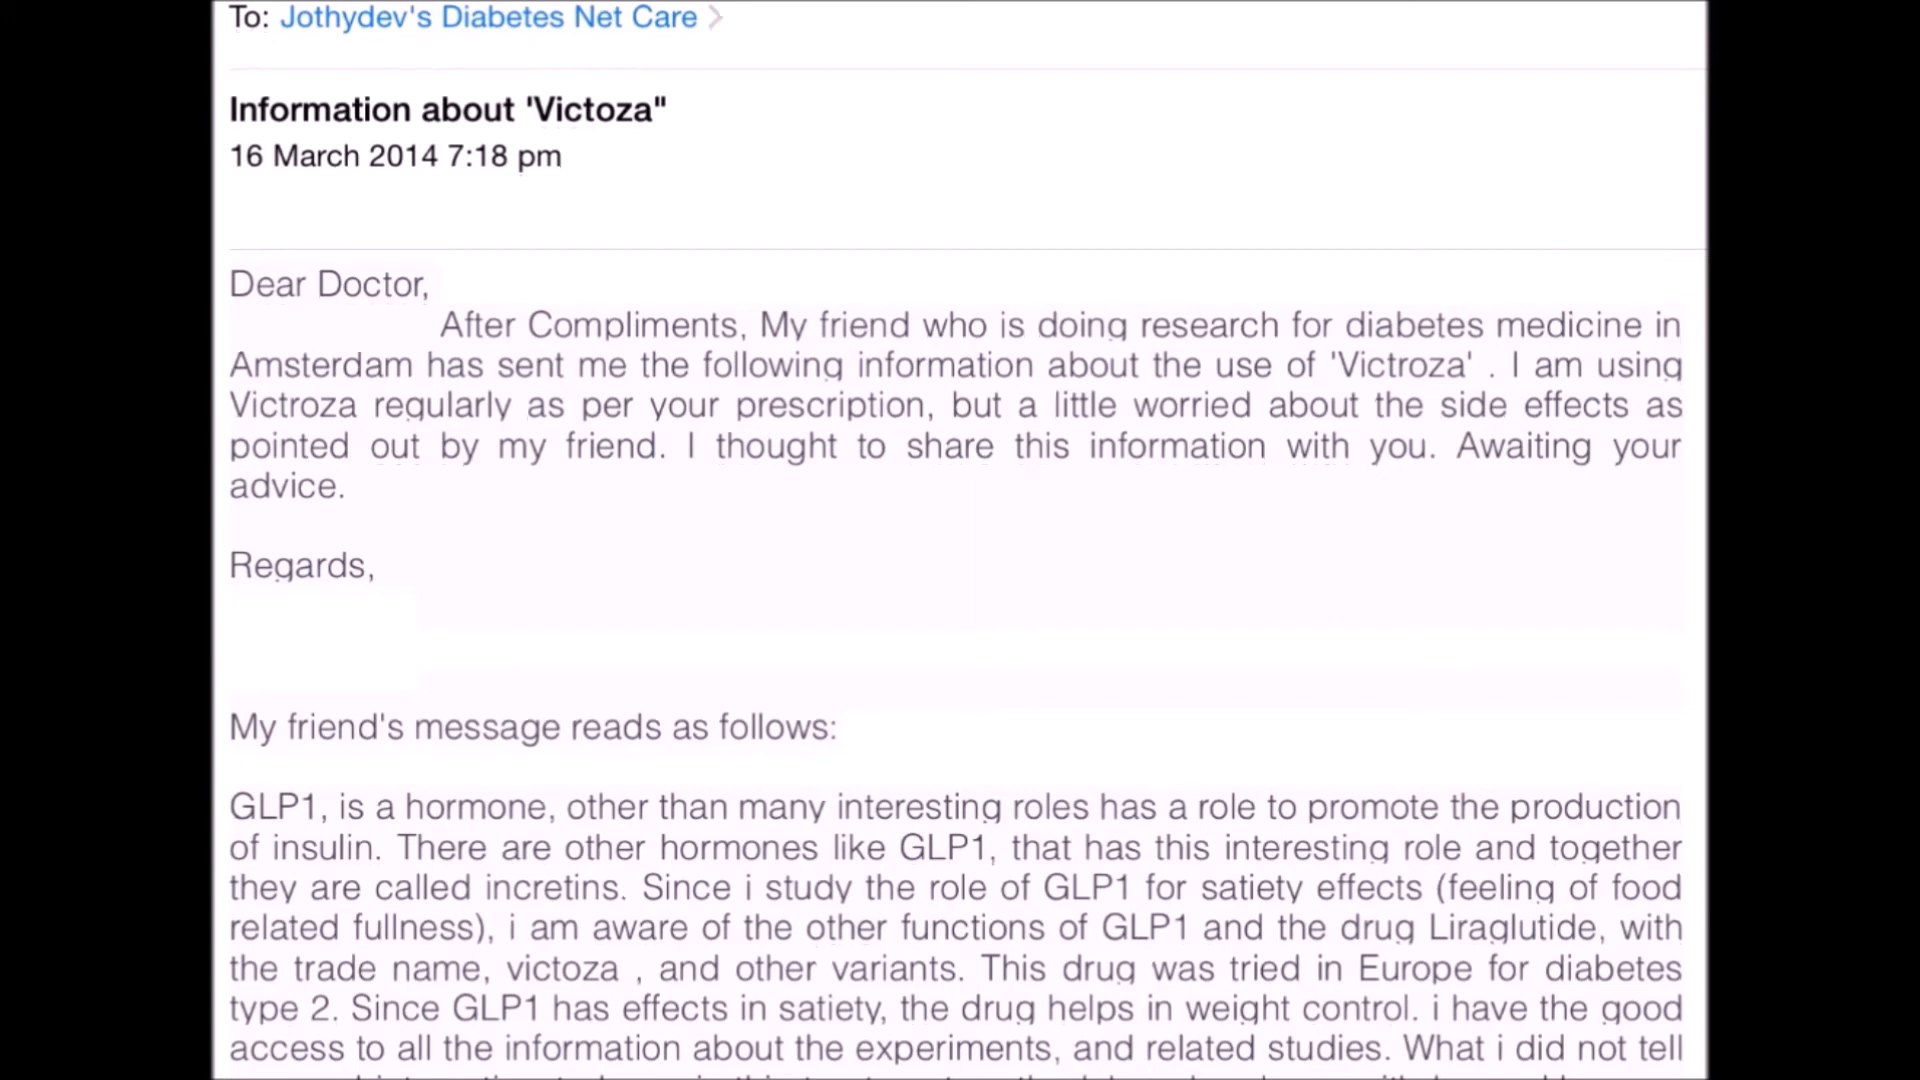 To: Jothydev's Diabetes Net Care
Information about 'Victoza"
16 March 2014 7:18 pm
Dear Doctor,
After Compliments, My friend who is doing research for diabetes medicine in
Amsterdam has sent me the following information about the use of 'Victroza' . I am using
Victroza regularly as per your prescription, but a little worried about the side effects as
pointed out by my friend. I thought to share this information with you. Awaiting your
advice.
Regards,
My friend's message reads as follows:
GLP1, is a hormone, other than many interesting roles has a role to promote the production
of insulin. There are other hormones like GLP1, that has this interesting role and together
they are called incretins. Since i study the role of GLP1 for satiety effects (feeling of food
related fullness), i am aware of the other functions of GLP1 and the drug Liraglutide, with
the trade name, victoza , and other variants. This drug was tried in Europe for diabetes
type 2. Since GLP1 has effects in satiety, the drug helps in weight control. i have the good
access to all the information about the experiments, and related studies. What i did not tell